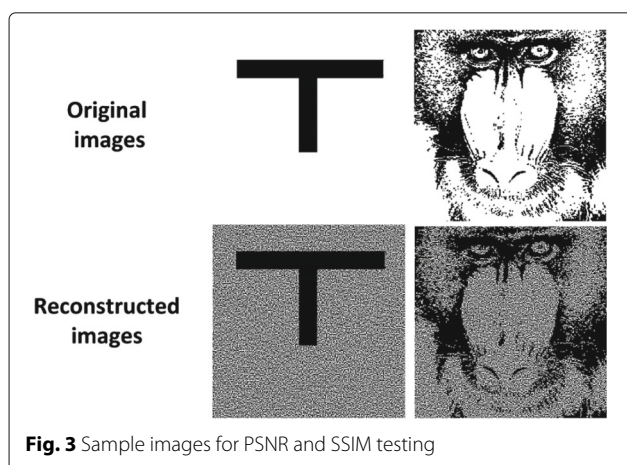 Original
images
T
Reconstructed
images
T
Fig. 3 Sample images for PSNR and SSIM testing